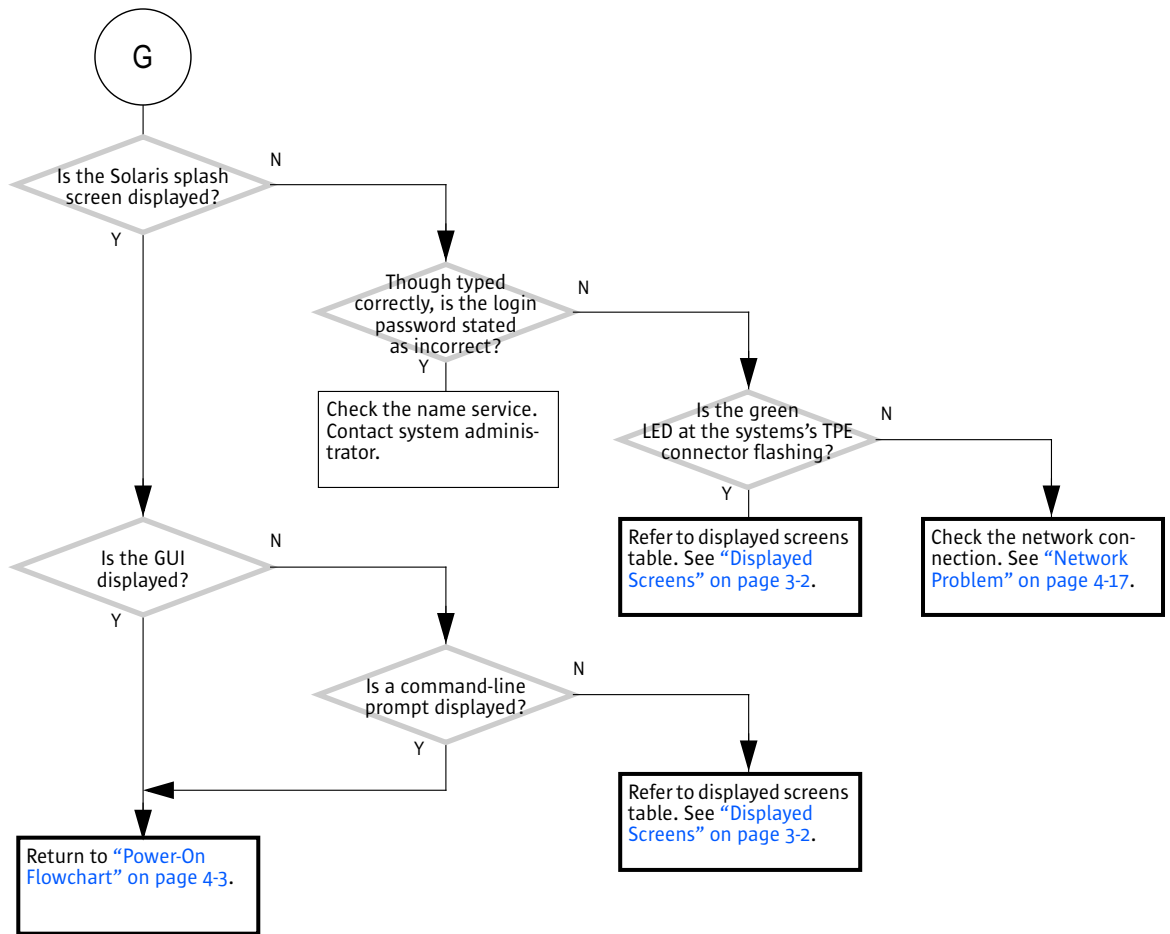 G
Is the Solaris splash
screen displayed?
N
Y
Though typed
correctly, is the login
password stated
as incorrect?
N
Y
Check the name service.
Contact system adminis-
trator.
Is the green
LED at the systems's TPE
connector flashing?
N
Y
Refer to displayed screens
table. See “Displayed
Screens” on page 3-2.
Check the network con-
nection. See “Network
Problem” on page 4-17.
Is the GUI
displayed?
N
Y
Is a command-line
prompt displayed?
N
Y
Refer to displayed screens
table. See “Displayed
Screens” on page 3-2.
Return to “Power-On
Flowchart” on page 4-3.